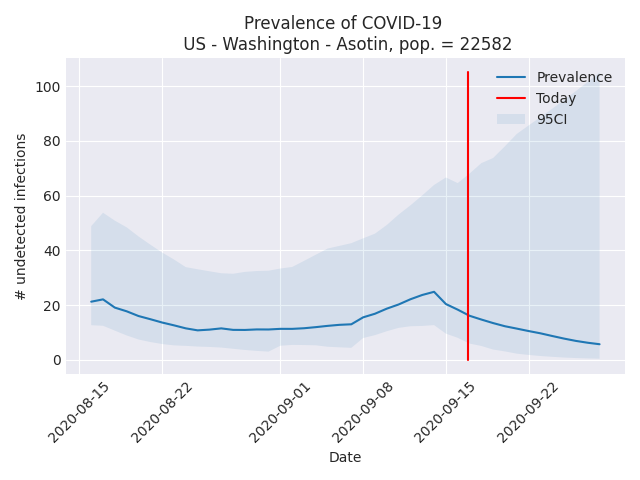 Prevalence of COVID-19
US - Washington - Asotin, pop. = 22582
# undetected infections
100
80
60
40
20
0
Prevalence
Today
95CI
2020-08-15
2020-08-22
2020-09-01
2020-09-08
2020-09-15
2020-09-22
Date